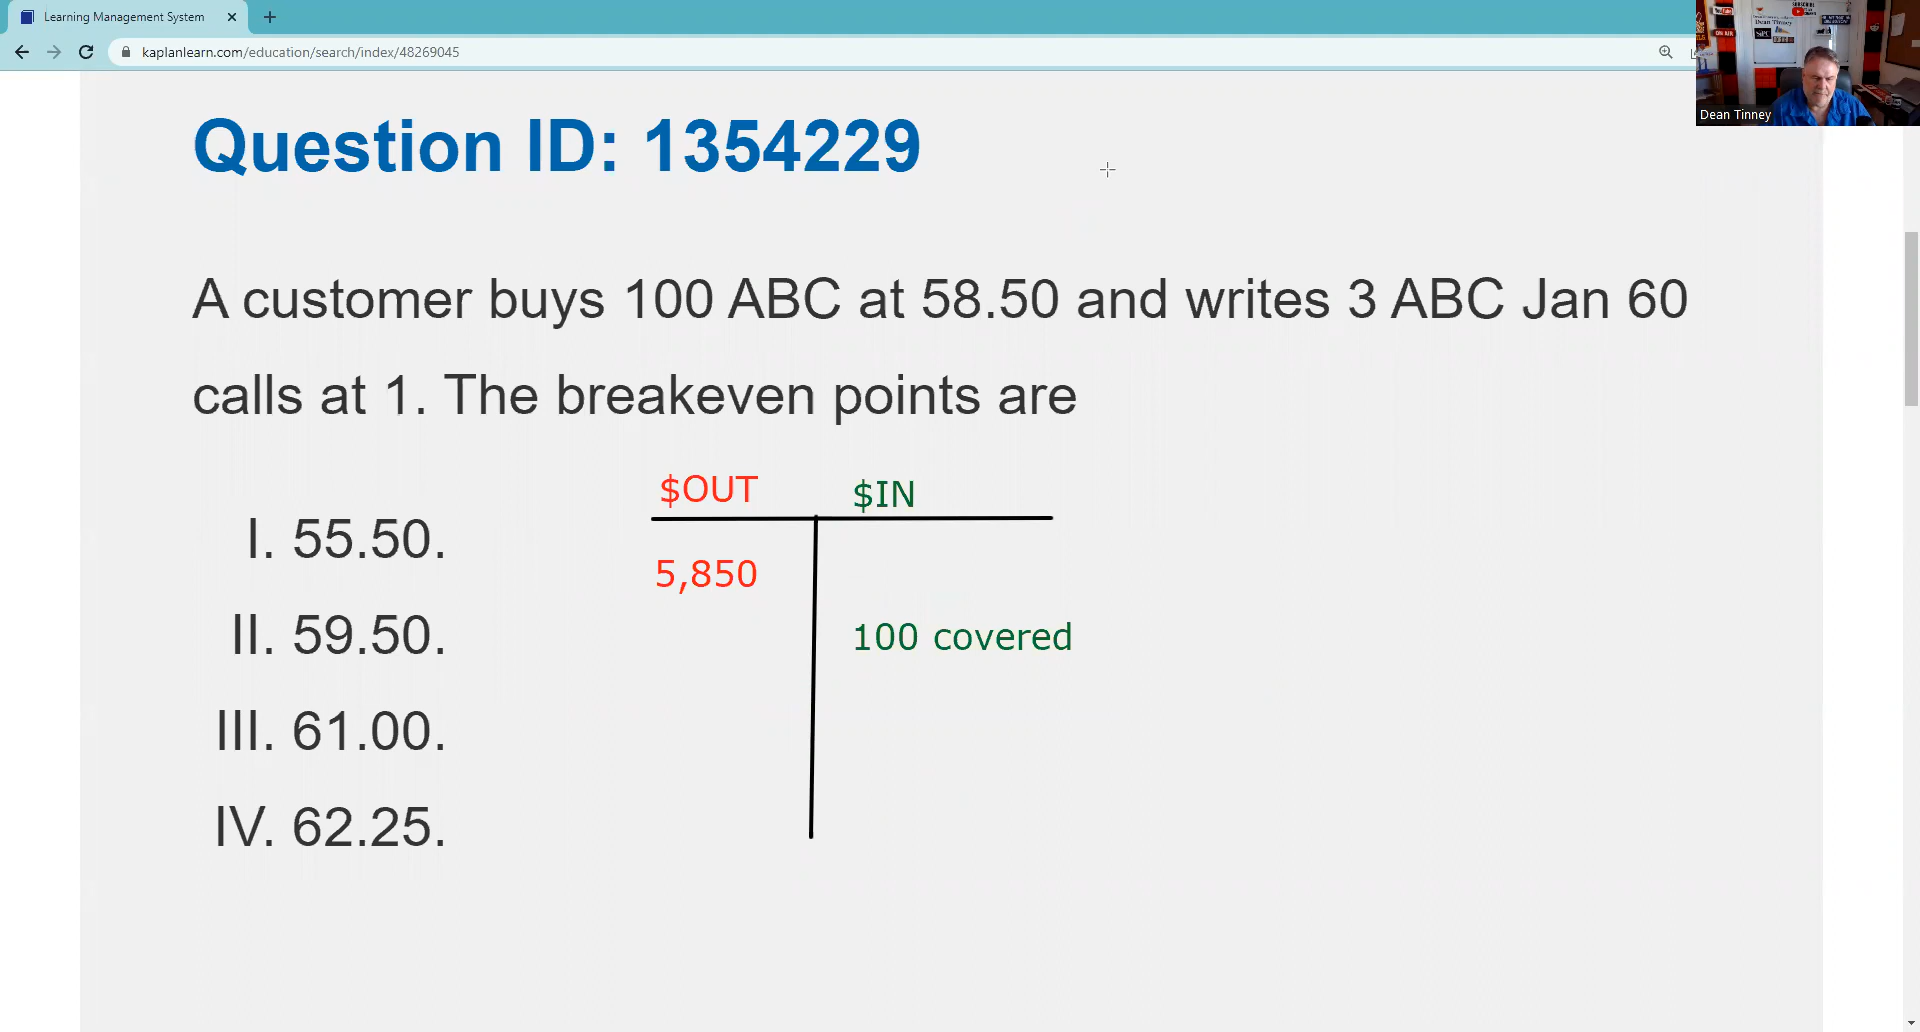 Learning Management System
kaplanlearn.com/education/search/index/48269045
Dean Tinney
Question ID: 1354229
A customer buys 100 ABC at 58.50 and writes 3 ABC Jan 60
calls at 1. The breakeven points are
$OUT $IN
I. 55.50.
5,850
II. 59.50.
100 covered
III. 61.00.
IV. 62.25.